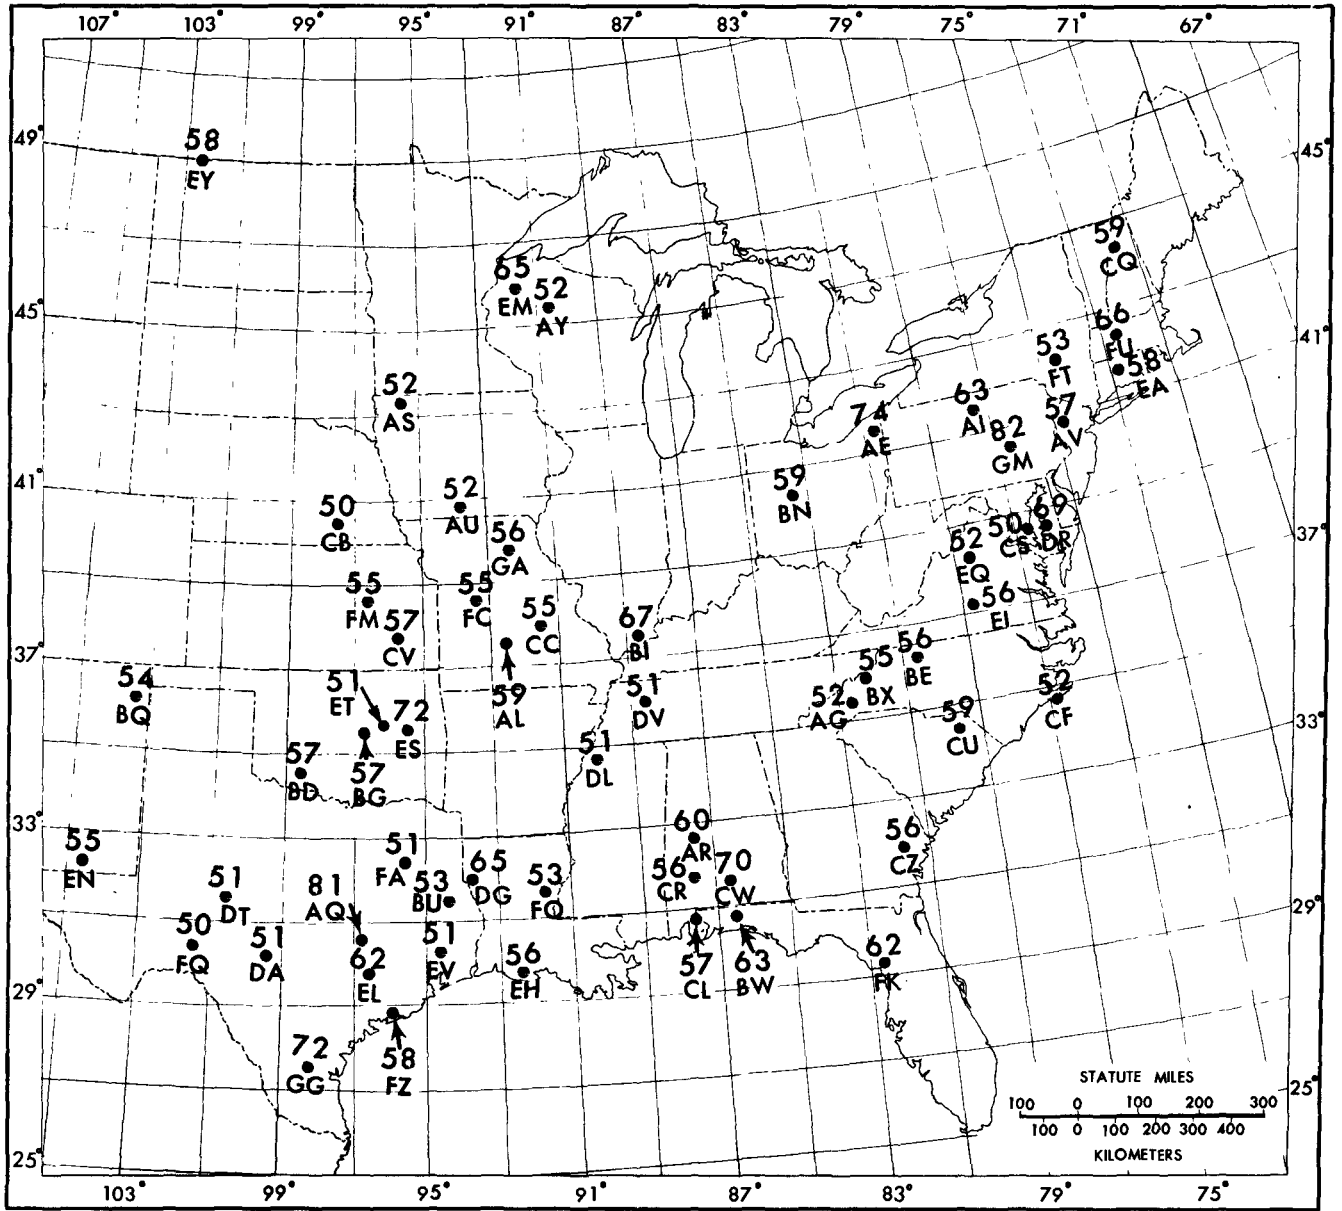 107° 103° 99° 95° 91° 87° 83° 79° 75° 71° 67°
49°
45°
58
EY
59
CQ
65
EM
52
AY
45°
41°
66
FU
53
FT
58
EA
52
AS
63
AI
57
AV
74
AE
82
GM
41°
37°
59
BN
52
AU
50
CB
69
DR
50
CS
56
GA
52
EQ
55
FM
55
FC
56
EI
55
CC
57
CV
67
BI
37°
33°
56
BE
55
BX
54
BQ
51
ET
59
AL
51
DV
52
AG
52
CF
72
ES
59
CU
57
BD
57
BG
51
DL
33°
29°
60
AR
56
CZ
55
EN
51
FA
51
DT
65
DG
53
BU
53
FQ
56
CR
70
CW
81
AQ
50
FQ
51
DA
62
EL
51
EV
56
EH
57
CL
63
BW
62
FK
29°
25°
72
GG
58
FZ
STATUTE MILES
100 0 100 200 300
100 0 100 200 300 400
KILOMETERS
25°
103° 99° 95° 91° 87° 83° 79° 75°